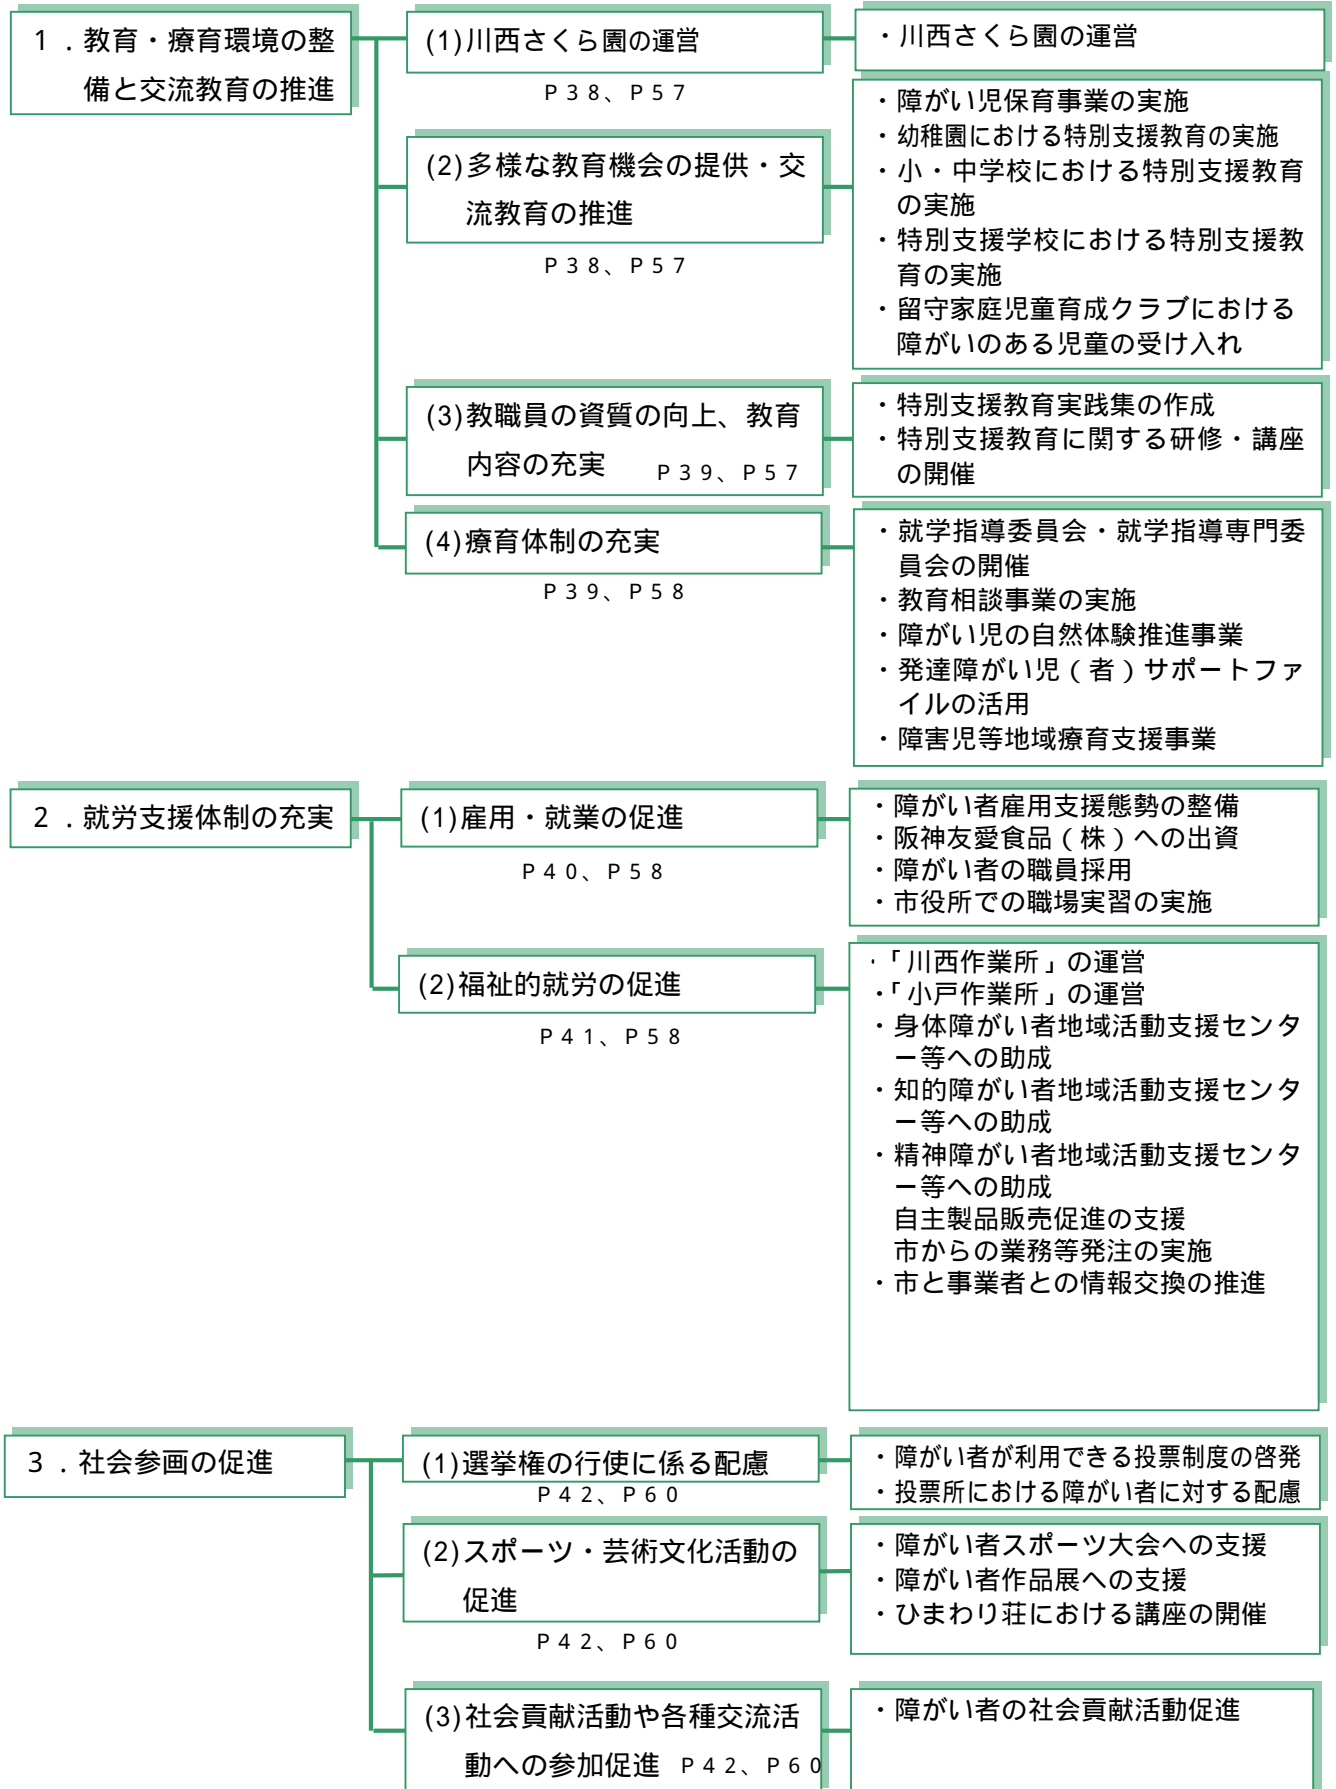 １．教育・療育環境の整
備と交流教育の推進
(1)川西さくら園の運営
Ｐ３８、Ｐ５７
・川西さくら園の運営
(2)多様な教育機会の提供・交
流教育の推進
Ｐ３８、Ｐ５７
・障がい児保育事業の実施
・幼稚園における特別支援教育の実施
・小・中学校における特別支援教育
の実施
・特別支援学校における特別支援教
育の実施
・留守家庭児童育成クラブにおける
障がいのある児童の受け入れ
(3)教職員の資質の向上、教育
内容の充実　Ｐ３９、Ｐ５７
・特別支援教育実践集の作成
・特別支援教育に関する研修・講座
の開催
(4)療育体制の充実
Ｐ３９、Ｐ５８
・就学指導委員会・就学指導専門委
員会の開催
・教育相談事業の実施
・障がい児の自然体験推進事業
・発達障がい児（者）サポートファ
イルの活用
・障害児等地域療育支援事業
２．就労支援体制の充実
(1)雇用・就業の促進
Ｐ４０、Ｐ５８
・障がい者雇用支援態勢の整備
・阪神友愛食品（株）への出資
・障がい者の職員採用
・市役所での職場実習の実施
(2)福祉的就労の促進
Ｐ４１、Ｐ５８
・「川西作業所」の運営
・「小戸作業所」の運営
・身体障がい者地域活動支援センタ
ー等への助成
・知的障がい者地域活動支援センタ
ー等への助成
・精神障がい者地域活動支援センタ
ー等への助成
自主製品販売促進の支援
市からの業務等発注の実施
・市と事業者との情報交換の推進
３．社会参画の促進
(1)選挙権の行使に係る配慮
Ｐ４２、Ｐ６０
・障がい者が利用できる投票制度の啓発
・投票所における障がい者に対する配慮
(2)スポーツ・芸術文化活動の
促進
Ｐ４２、Ｐ６０
・障がい者スポーツ大会への支援
・障がい者作品展への支援
・ひまわり荘における講座の開催
(3)社会貢献活動や各種交流活
動への参加促進　Ｐ４２、Ｐ６０
・障がい者の社会貢献活動促進